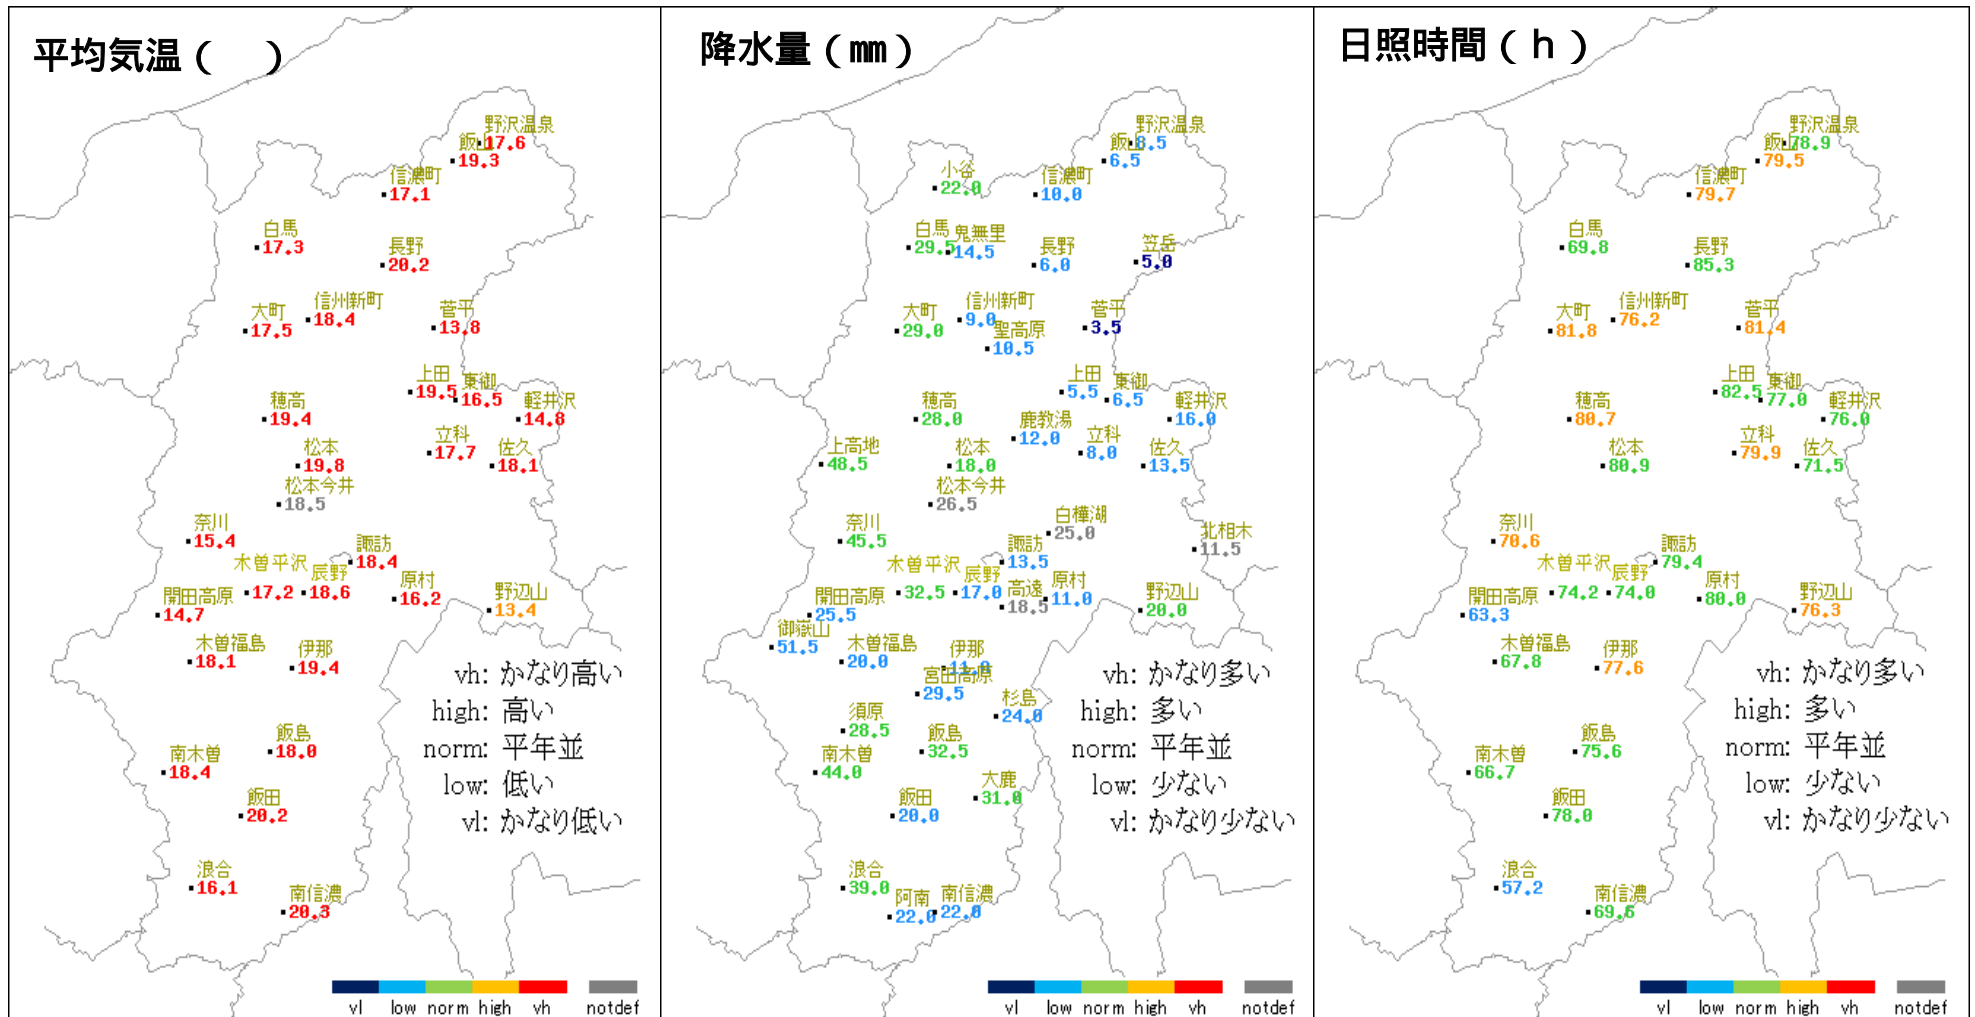 平均気温(　)
野沢温泉
17.6
飯山
19.3
信濃町
17.1
白馬
17.3
長野
20.2
大町
17.5
信州新町
18.4
菅平
13.8
上田
19.5
東御
16.5
軽井沢
14.8
穂高
19.4
立科
17.7
佐久
18.1
松本
19.8
松本今井
18.5
奈川
15.4
諏訪
18.4
木曽平沢
17.2
辰野
18.6
原村
16.2
野辺山
13.4
開田高原
14.7
木曽福島
18.1
伊那
19.4
飯島
18.0
南木曽
18.4
飯田
20.2
浪合
16.1
南信濃
20.3
vh: かなり高い
high: 高い
norm: 平年並
low: 低い
vl: かなり低い
vl low norm high vh notdef
降水量(mm)
野沢温泉
8.5
飯山
6.5
小谷
22.0
信濃町
10.0
白馬
29.5
鬼無里
14.5
長野
6.0
笠岳
5.0
大町
29.0
信州新町
9.0
聖高原
10.5
菅平
3.5
上田
5.5
東御
6.5
軽井沢
16.0
穂高
28.0
鹿教湯
12.0
立科
8.0
佐久
13.5
上高地
48.5
松本
18.0
松本今井
26.5
白樺湖
25.0
北相木
11.5
奈川
45.5
諏訪
13.5
木曽平沢
32.5
辰野
17.0
高遠
18.5
原村
11.0
野辺山
20.0
開田高原
25.5
御嶽山
51.5
木曽福島
20.0
伊那
宮田高原
29.5
杉島
24.0
須原
28.5
飯島
32.5
南木曽
44.0
大鹿
31.0
飯田
20.0
浪合
39.0
阿南
22.0
南信濃
22.0
vh: かなり多い
high: 多い
norm: 平年並
low: 少ない
vl: かなり少ない
vl low norm high vh notdef
日照時間(h)
野沢温泉
78.9
飯山
79.5
信濃町
79.7
白馬
69.8
長野
85.3
大町
81.8
信州新町
76.2
菅平
81.4
上田
82.5
東御
77.0
軽井沢
76.0
穂高
80.7
立科
79.9
佐久
71.5
松本
80.9
奈川
70.6
諏訪
79.4
木曽平沢
74.2
辰野
74.0
原村
80.0
野辺山
76.3
開田高原
63.3
木曽福島
67.8
伊那
77.6
飯島
75.6
南木曽
66.7
飯田
78.0
浪合
57.2
南信濃
69.6
vh: かなり多い
high: 多い
norm: 平年並
low: 少ない
vl: かなり少ない
vl low norm high vh notdef